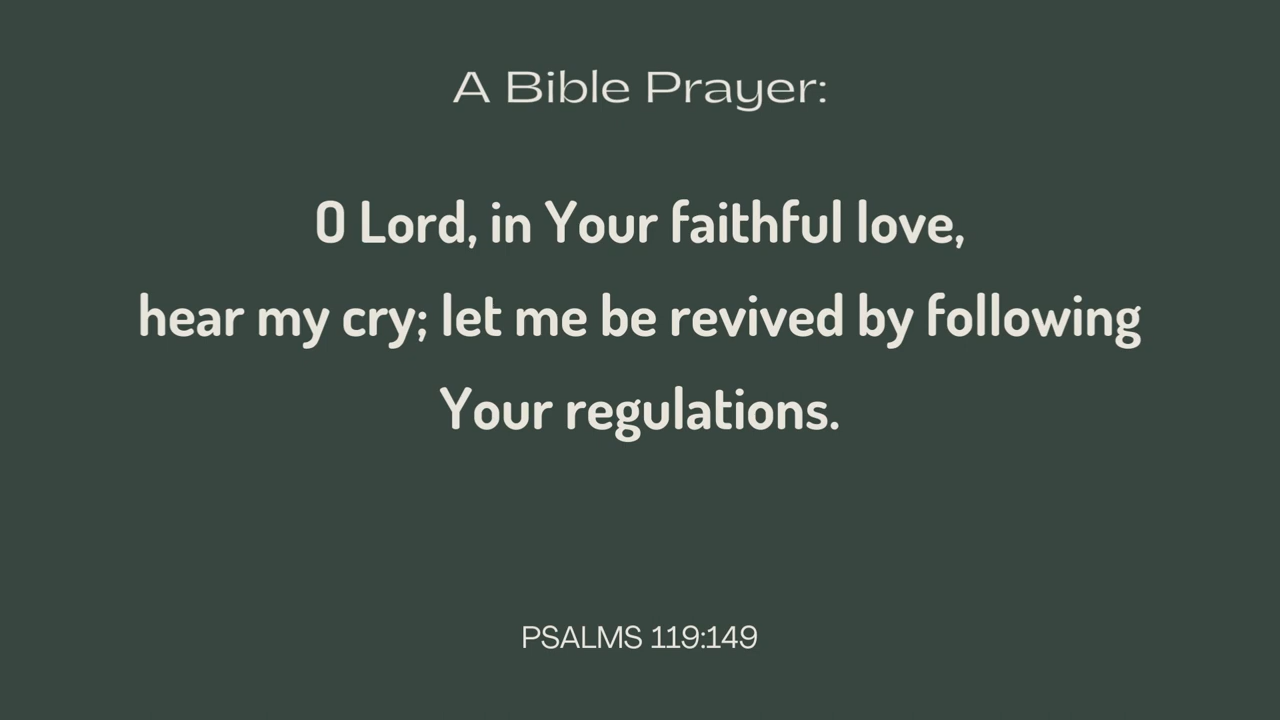 A Bible Prayer:
O Lord, in Your faithful love,
hear my cry; let me be revived by following
Your regulations.
PSALMS 119:149